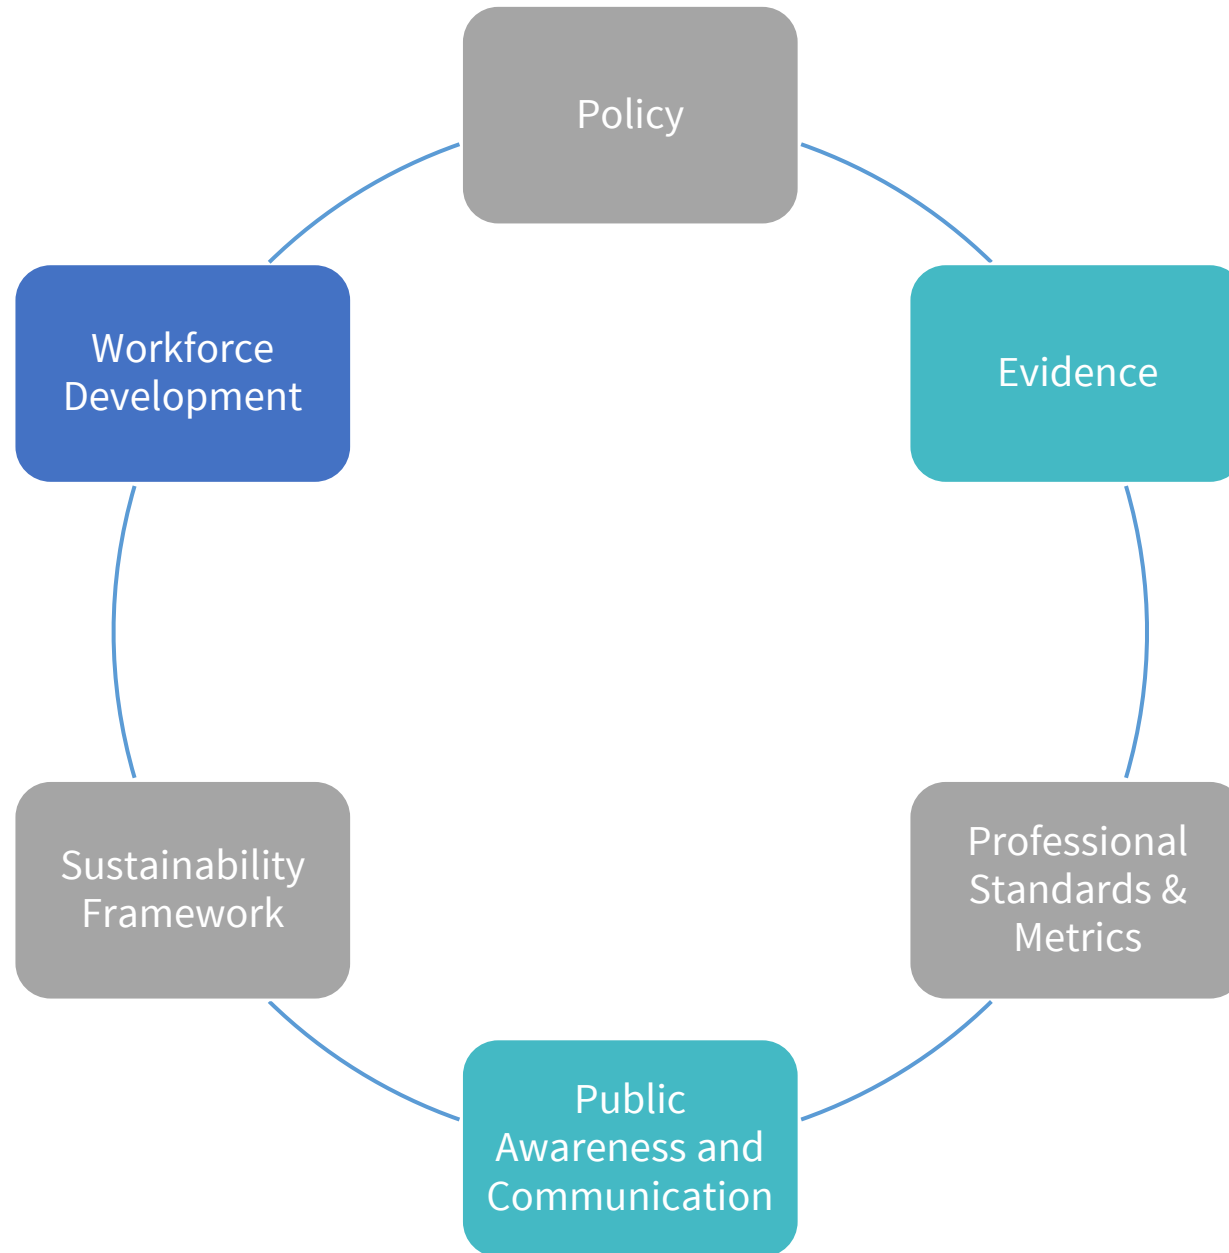 Policy
Evidence
Professional
Standards &
Metrics
Public
Awareness and
Communication
Sustainability
Framework
Workforce
Development